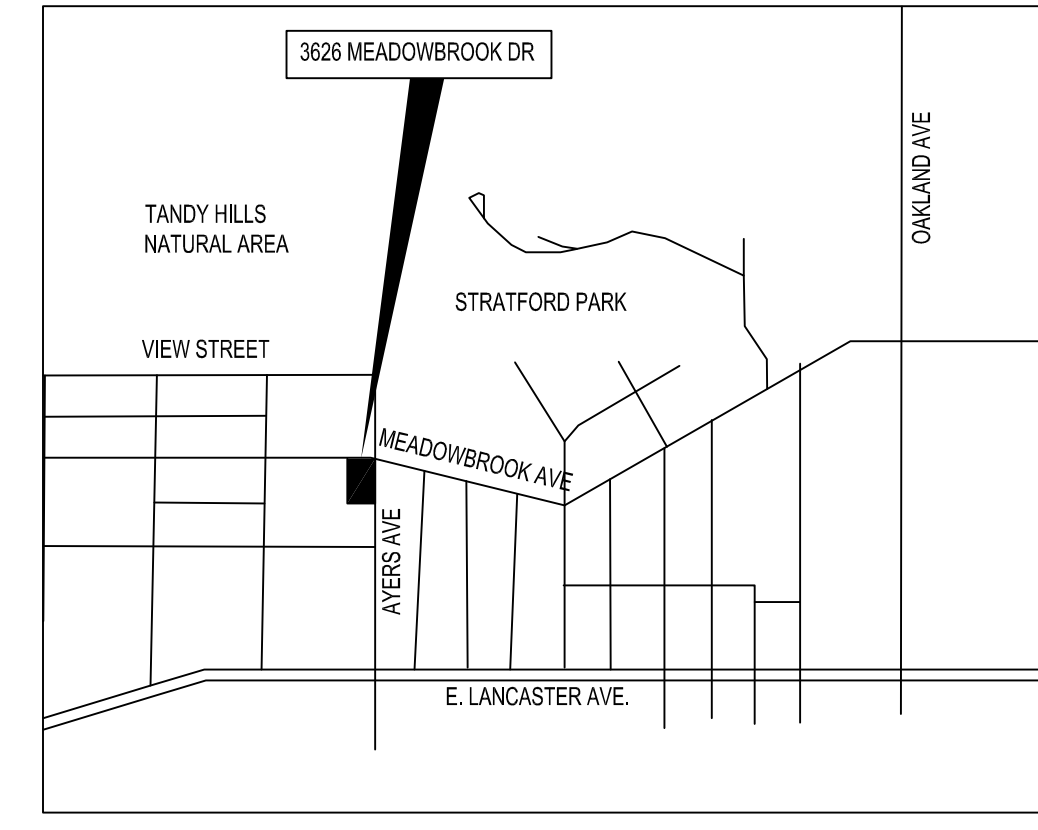 3626 MEADOWBROOK DR
OAKLAND AVE
TANDY HILLS
NATURAL AREA
STRATFORD PARK
VIEW STREET
MEADOWBROOK AVE
AYERS AVE
E. LANCASTER AVE.